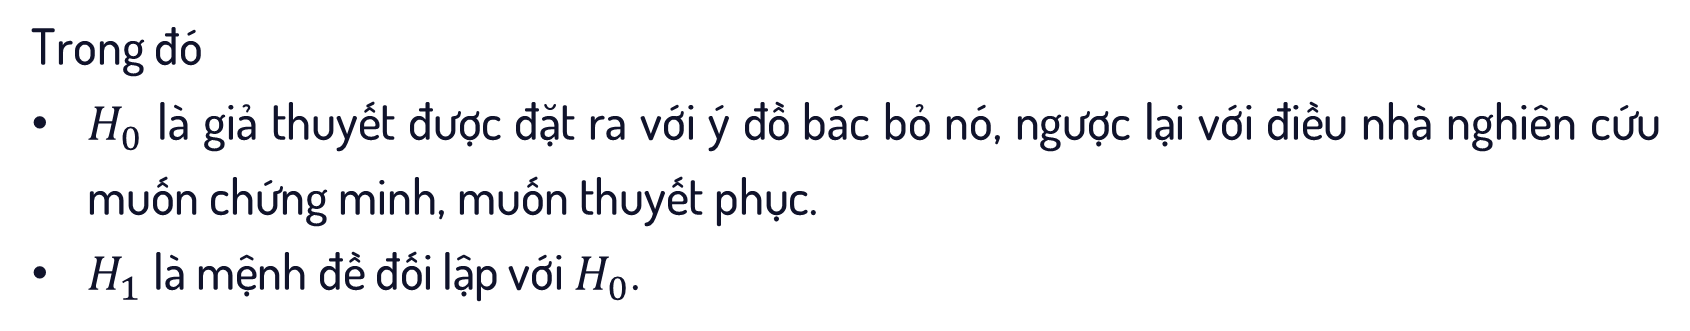 Trong đó
• H₀ là giả thuyết được đặt ra với ý đồ bác bỏ nó, ngược lại với điều nhà nghiên cứu
muốn chứng minh, muốn thuyết phục.
• H₁ là mệnh đề đối lập với H₀.